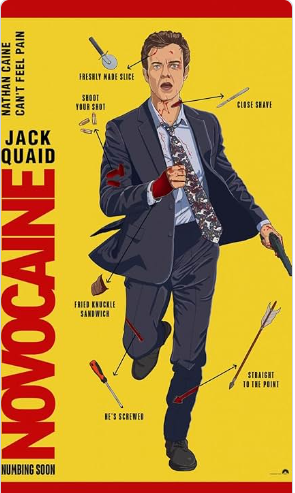 NATHAN CAINE
CAN'T FEEL PAIN
JACK
QUAID
NOVOCAINE
NUMBING SOON
FRESHLY MADE SLICE
CLOSE SHAVE
SHOOT
YOUR SHOT
FRIED KNUCKLE
SANDWICH
HE'S SCREWED
STRAIGHT
TO THE POINT